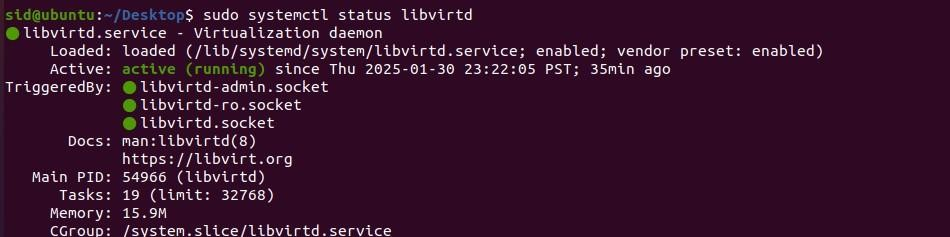 sid@ubuntu:~/Desktop$ sudo systemctl status libvirtd
● libvirtd.service - Virtualization daemon
Loaded: loaded (/lib/systemd/system/libvirtd.service; enabled; vendor preset: enabled)
Active: active (running) since Thu 2025-01-30 23:22:05 PST; 35min ago
TriggeredBy: ● libvirtd-admin.socket
● libvirtd-ro.socket
● libvirtd.socket
Docs: man:libvirtd(8)
https://libvirt.org
Main PID: 54966 (libvirtd)
Tasks: 19 (limit: 32768)
Memory: 15.9M
CGroup: /system.slice/libvirtd.service